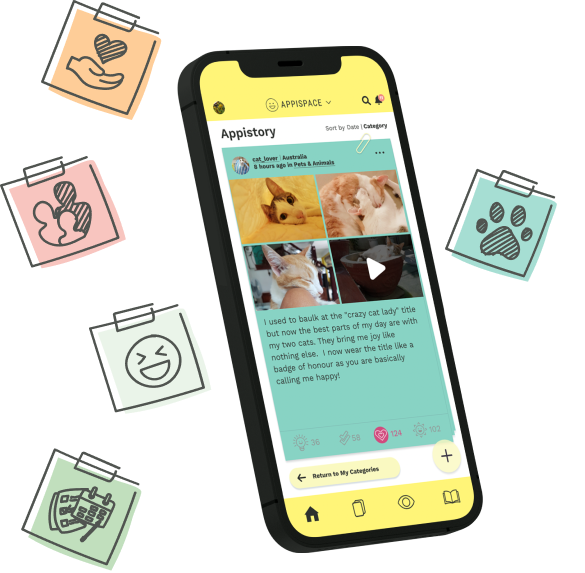 APPISPACE
Appistory
Sort by Date | Category
cat_lover | Australia
8 hours ago in Pets & Animals
I used to baulk at the "crazy cat lady" title
but now the best parts of my day are with
my two cats. They bring me joy like
nothing else. I now wear the title like a
badge of honour as you are basically
calling me happy!
36
58
124
102
Return to My Categories